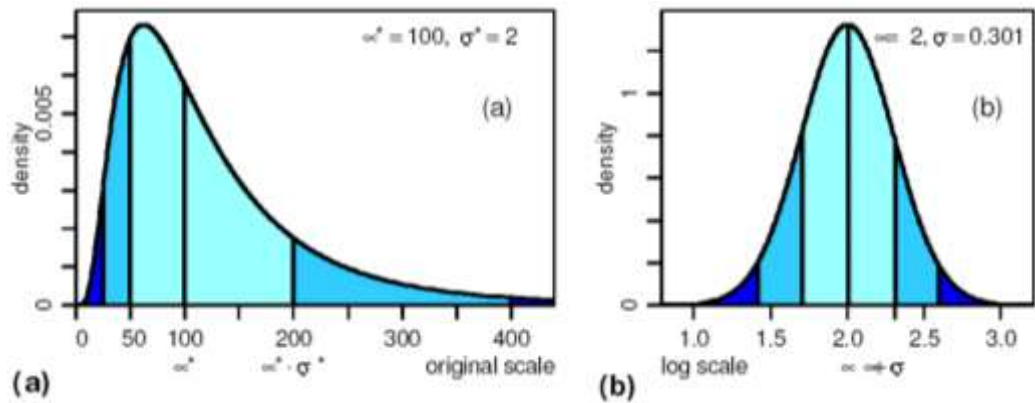 ∝* = 100, σ* = 2
(a)
density
0.005
0
0 50 100 200 300 400
∝* ∝* · σ* original scale
(a)
∝= 2, σ = 0.301
(b)
density
1
0
1.0 1.5 2.0 2.5 3.0
log scale ∝ ∝+σ
(b)